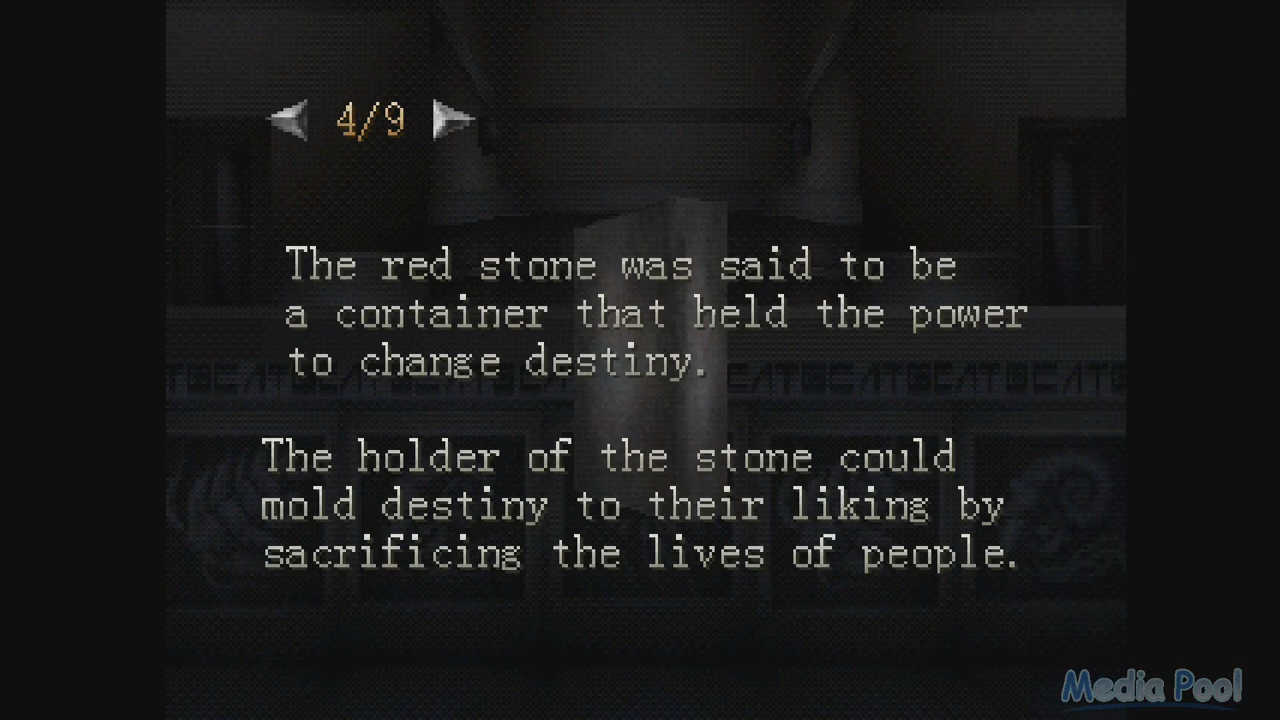 4/9
The red stone was said to be
a container that held the power
to change destiny.
The holder of the stone could
mold destiny to their liking by
sacrificing the lives of people.
Media Pool